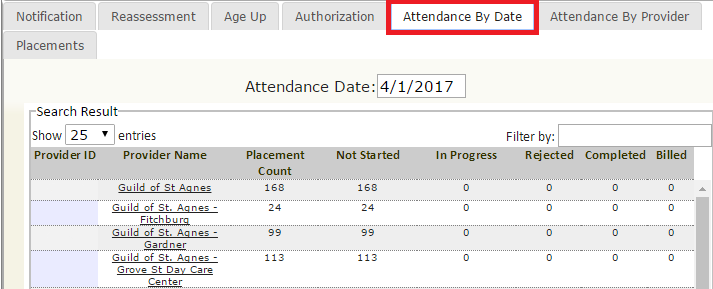 Notification Reassessment Age Up Authorization Attendance By Date Attendance By Provider
Placements
Attendance Date: 4/1/2017
Search Result
Show 25 entries Filter by:
Provider ID Provider Name Placement Count Not Started In Progress Rejected Completed Billed
Guild of St Agnes 168 168 0 0 0 0
Guild of St. Agnes - Fitchburg 24 24 0 0 0 0
Guild of St. Agnes - Gardner 99 99 0 0 0 0
Guild of St. Agnes - Grove St Day Care Center 113 113 0 0 0 0